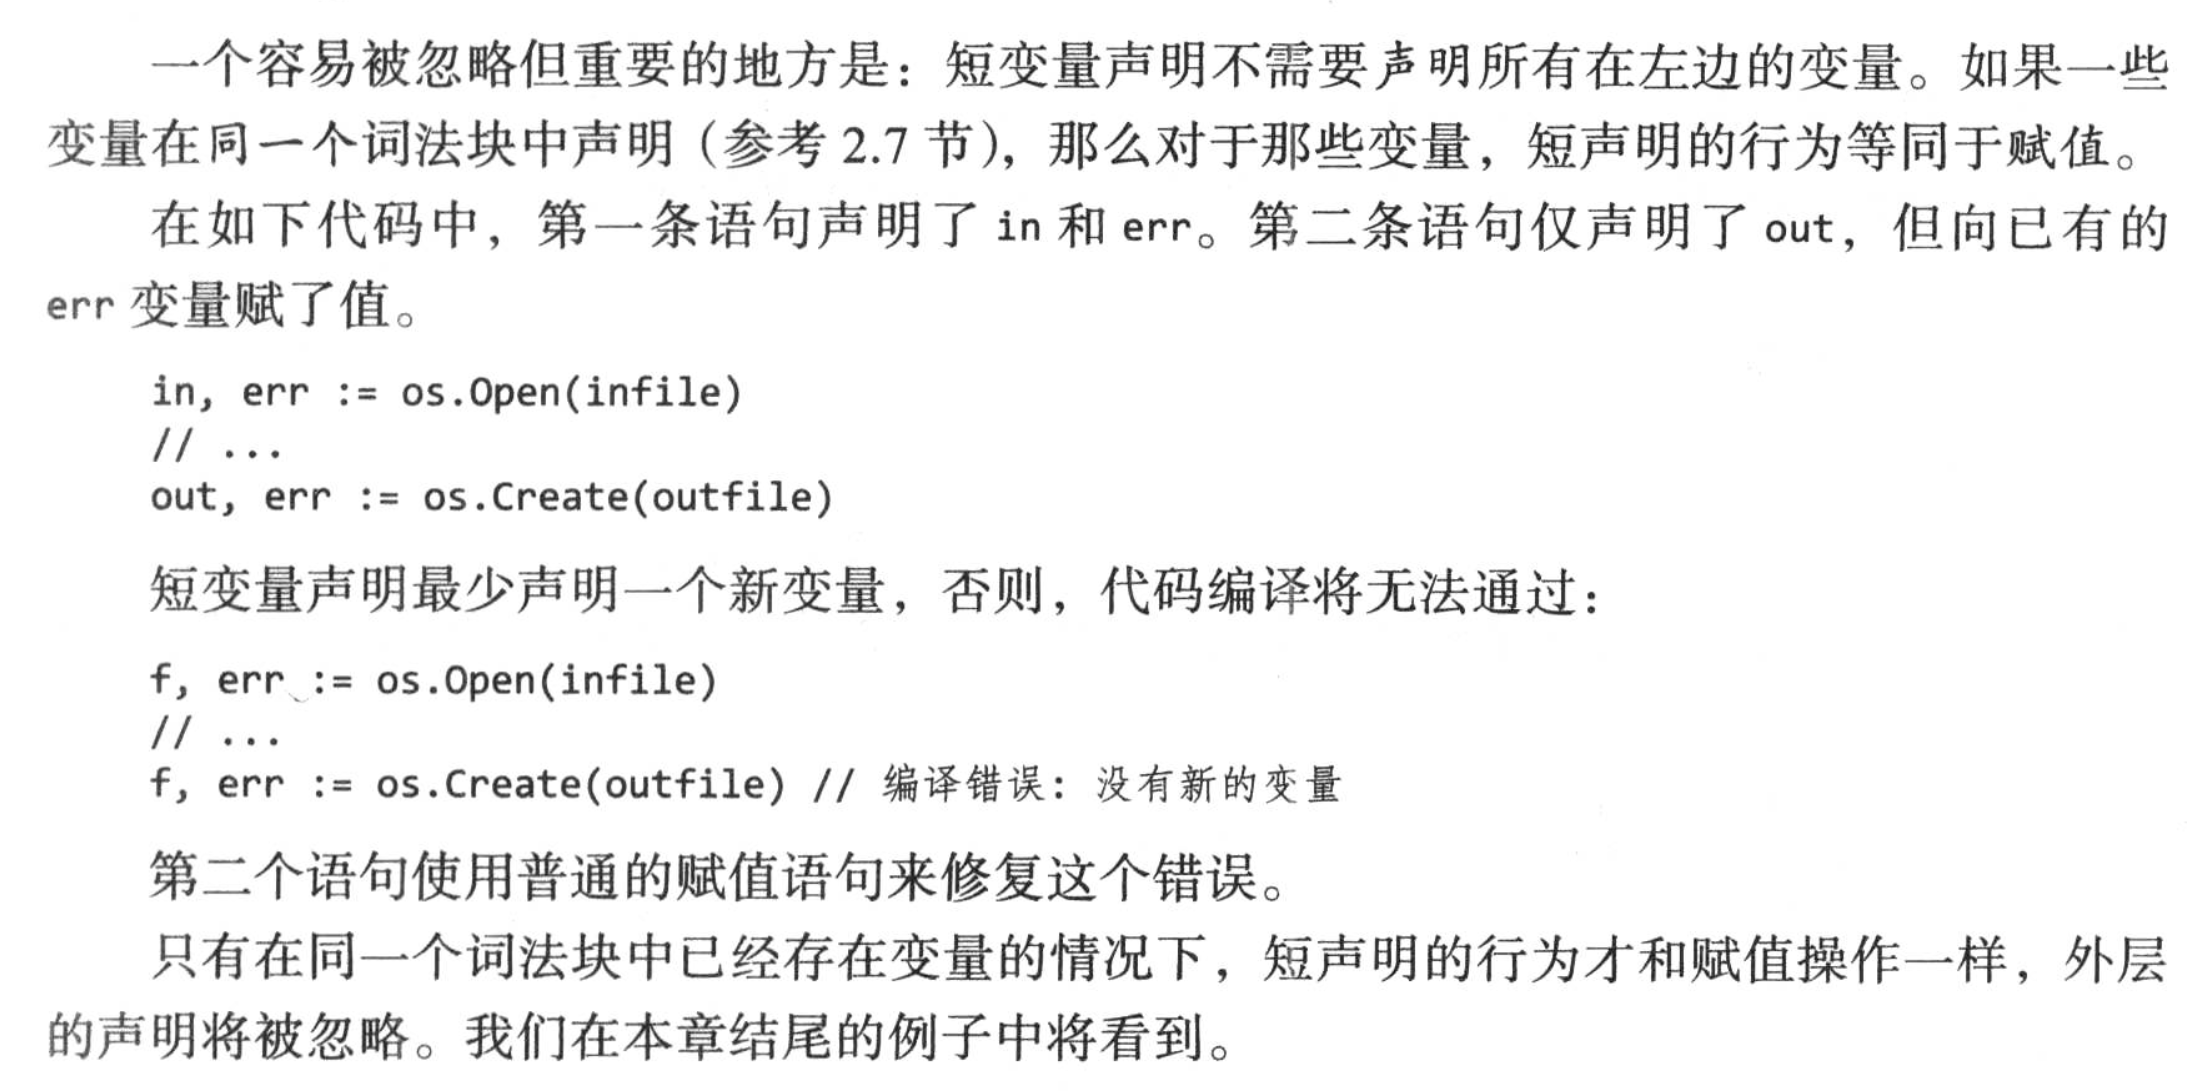 一个容易被忽略但重要的地方是：短变量声明不需要声明所有在左边的变量。如果一些
变量在同一个词法块中声明（参考 2.7 节），那么对于那些变量，短声明的行为等同于赋值。
在如下代码中，第一条语句声明了 in 和 err。第二条语句仅声明了 out，但向已有的
err 变量赋了值。
in, err := os.Open(infile)
// ...
out, err := os.Create(outfile)
短变量声明最少声明一个新变量，否则，代码编译将无法通过：
f, err := os.Open(infile)
// ...
f, err := os.Create(outfile) // 编译错误：没有新的变量
第二个语句使用普通的赋值语句来修复这个错误。
只有在同一个词法块中已经存在变量的情况下，短声明的行为才和赋值操作一样，外层
的声明将被忽略。我们在本章结尾的例子中将看到。